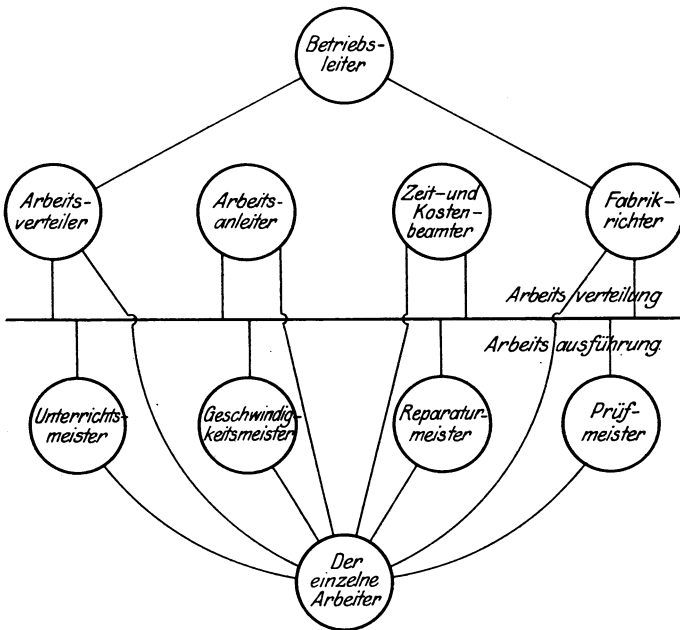 Betriebs-
leiter
Arbeits-
verteiler
Arbeits-
anleiter
Zeit-und
Kosten-
beamter
Fabrik-
richter
Arbeits verteilung
Arbeits ausführung
Unterrichts-
meister
Geschwindig-
keitsmeister
Reparatur-
meister
Prüf-
meister
Der
einzelne
Arbeiter